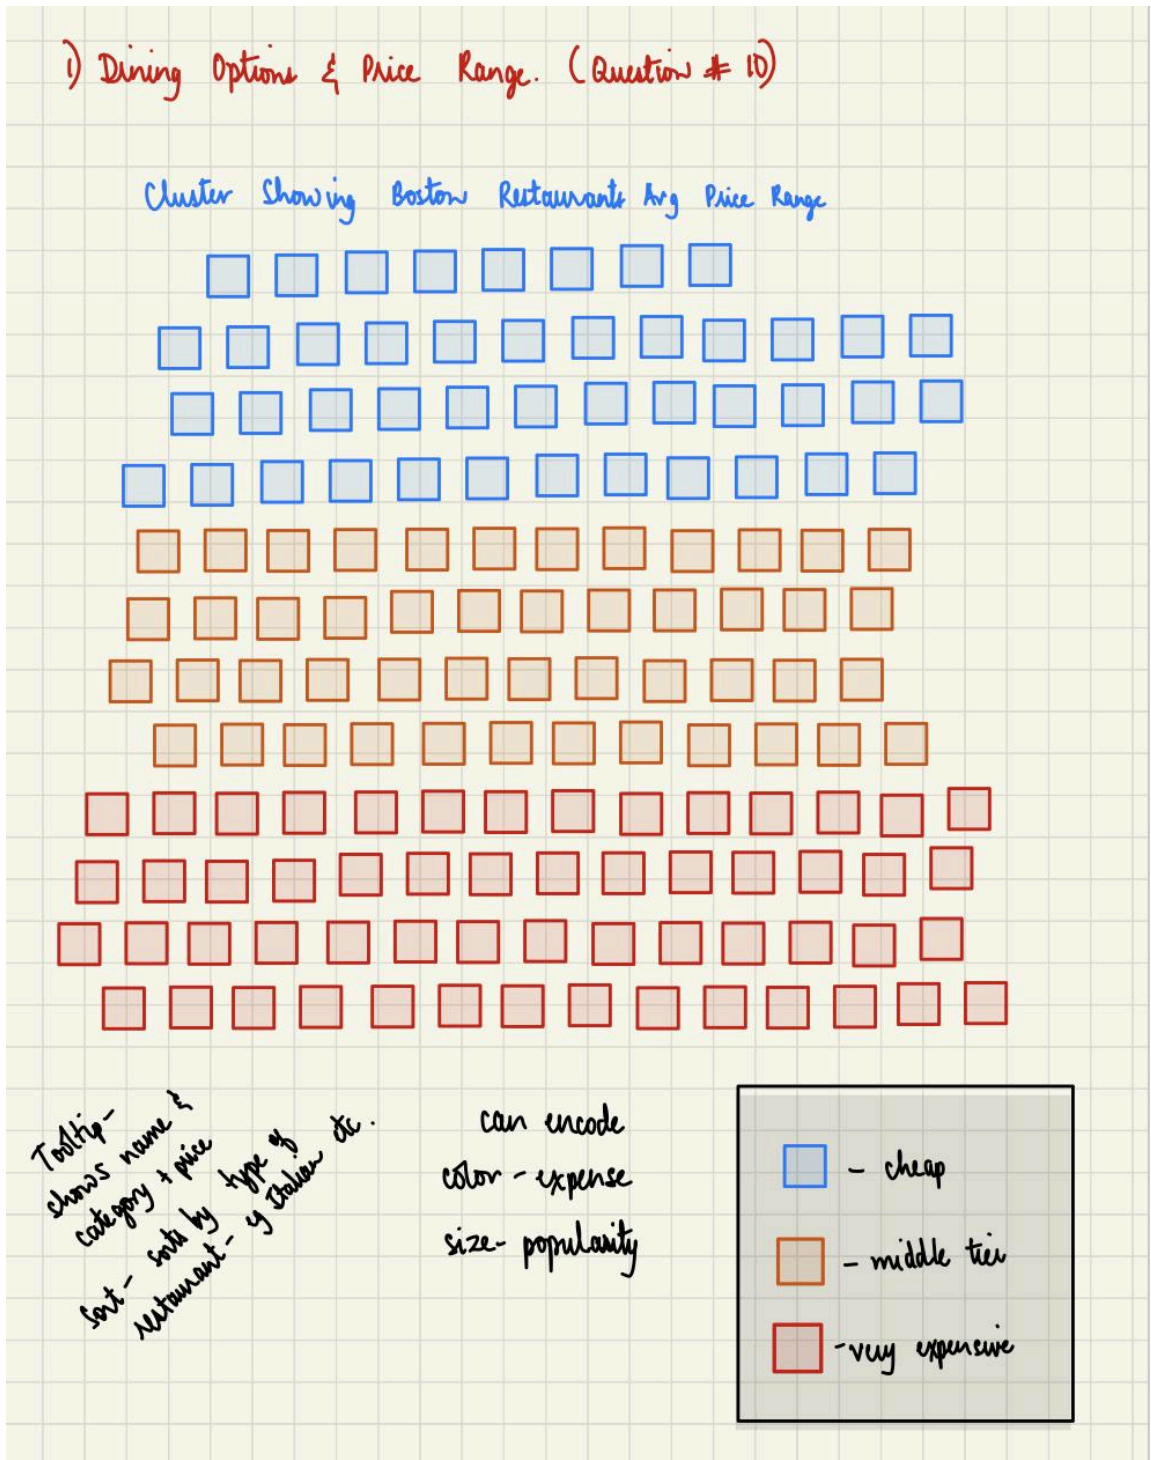 1) Dining Options & Price Range. (Question # 10)
Cluster Showing Boston Restaurants Avg Price Range
Tooltip-
shows name &
category + price
sort- sorts by type of
restaurant- eg Italian etc.
can encode
color - expense
size- popularity
- cheap
- middle tier
-very expensive